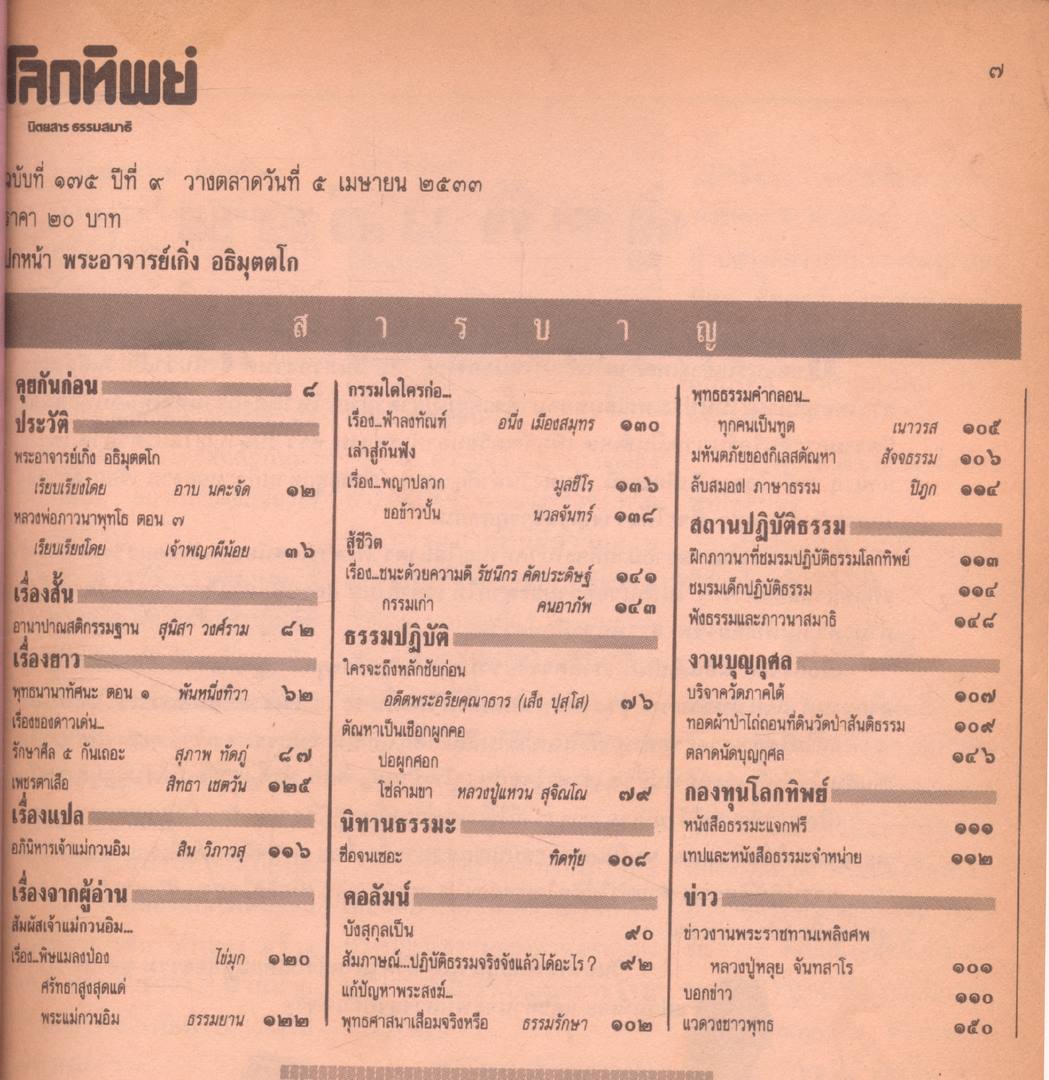 โลกทิพย์
๗
นิตยสาร ธรรมสมาธิ
ฉบับที่ ๑๗๕ ปีที่ ๙ วางตลาดวันที่ ๕ เมษายน ๒๕๓๓
ราคา ๒๐ บาท
ปกหน้า พระอาจารย์เกิ่ง อธิมุตตโก
สารบาญ
คุยกันก่อน ๘
ประวัติ
พระอาจารย์เกิ่ง อธิมุตตโก
เรียบเรียงโดย อาบ นคะจัด ๑๒
หลวงพ่อภาวนาพุทโธ ตอน ๗
เรียบเรียงโดย เจ้าพญาผีน้อย ๓๖
เรื่องสั้น
อานาปาณสติกรรมฐาน สุนิสา วงศ์ราม ๘๒
เรื่องยาว
พุทธนานาทัศนะ ตอน ๑ พันหนึ่งทิวา ๖๒
เรื่องของดาวเด่น...
รักษาศีล ๕ กันเถอะ สุภาพ ทัดภู่ ๘๗
เพชรตาเสือ สิทธา เชตวัน ๑๒๕
เรื่องแปล
อภินิหารเจ้าแม่กวนอิม สิน วิภาวสุ ๑๑๖
เรื่องจากผู้อ่าน
สัมผัสเจ้าแม่กวนอิม...
เรื่อง...พิษแมลงป่อง ไข่มุก ๑๒๐
ศรัทธาสูงสุดแด่
พระแม่กวนอิม ธรรมยาน ๑๒๒
กรรมใดใครก่อ...
เรื่อง...ฟ้าลงทัณฑ์ อนึ่ง เมืองสมุทร ๑๓๐
เล่าสู่กันฟัง
เรื่อง...พญาปลวก มูลชีโร ๑๓๖
ขอข้าวปั้น นวลจันทร์ ๑๓๘
สู้ชีวิต
เรื่อง...ชนะด้วยความดี รัชนีกร คัดประดิษฐ์ ๑๔๑
กรรมเก่า คนอาภัพ ๑๔๓
ธรรมปฏิบัติ
ใครจะถึงหลักชัยก่อน
อดีตพระอริยคุณาธาร (เส็ง ปุสฺโส) ๗๖
ตัณหาเป็นเชือกผูกคอ
ปอผูกศอก
โซ่ล่ามขา หลวงปู่แหวน สุจิณโณ ๗๙
นิทานธรรมะ
ชื่อจนเซอะ ทิดทุ้ย ๑๐๘
คอลัมน์
บังสุกุลเป็น ๙๐
สัมภาษณ์...ปฏิบัติธรรมจริงจังแล้วได้อะไร? ๙๒
แก้ปัญหาพระสงฆ์...
พุทธศาสนาเสื่อมจริงหรือ ธรรมรักษา ๑๐๒
พุทธธรรมคำกลอน...
ทุกคนเป็นทูต เนาวรส ๑๐๕
มหันตภัยของกิเลสตัณหา สัจจธรรม ๑๐๖
ลับสมอง! ภาษาธรรม ปิฎก ๑๑๔
สถานปฏิบัติธรรม
ฝึกภาวนาที่ชมรมปฏิบัติธรรมโลกทิพย์ ๑๑๓
ชมรมเด็กปฏิบัติธรรม ๑๑๔
ฟังธรรมและภาวนาสมาธิ ๑๔๘
งานบุญกุศล
บริจาควัดภาคใต้ ๑๐๗
ทอดผ้าป่าไถ่ถอนที่ดินวัดป่าสันติธรรม ๑๐๙
ตลาดนัดบุญกุศล ๑๔๖
กองทุนโลกทิพย์
หนังสือธรรมะแจกฟรี ๑๑๑
เทปและหนังสือธรรมะจำหน่าย ๑๑๒
ข่าว
ข่าวงานพระราชทานเพลิงศพ
หลวงปู่หลุย จันทสาโร ๑๐๑
บอกข่าว ๑๑๐
แวดวงชาวพุทธ ๑๕๐